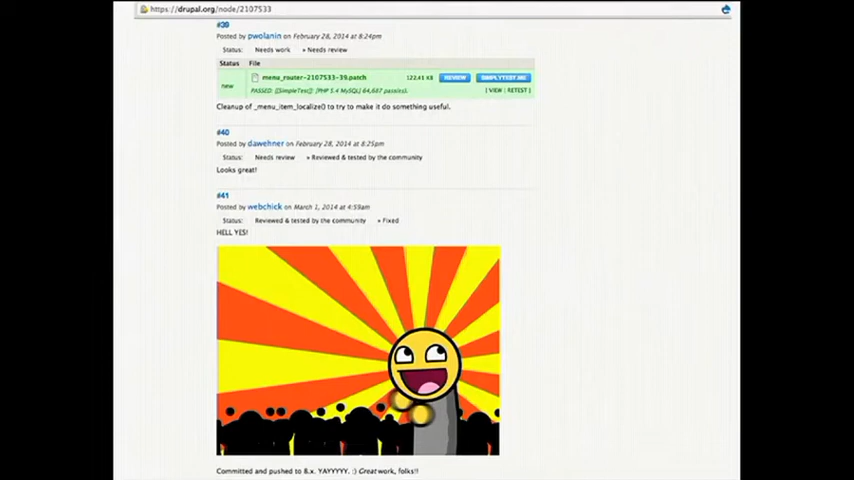 https://drupal.org/node/2107533
#39
Posted by pwolanin on February 28, 2014 at 8:24pm
Status: Needs work » Needs review
Status File
new menu_router-2107533-39.patch 122.41 KB REVIEW SIMPLYTEST.ME
PASSED: [[SimpleTest]: [PHP 5.4 MySQL] 64,687 pass(es). [ VIEW | RETEST ]
Cleanup of _menu_item_localize() to try to make it do something useful.
#40
Posted by dawehner on February 28, 2014 at 8:25pm
Status: Needs review » Reviewed & tested by the community
Looks great!
#41
Posted by webchick on March 1, 2014 at 4:59am
Status: Reviewed & tested by the community » Fixed
HELL YES!
Committed and pushed to 8.x. YAYYYYY. :) Great work, folks!!